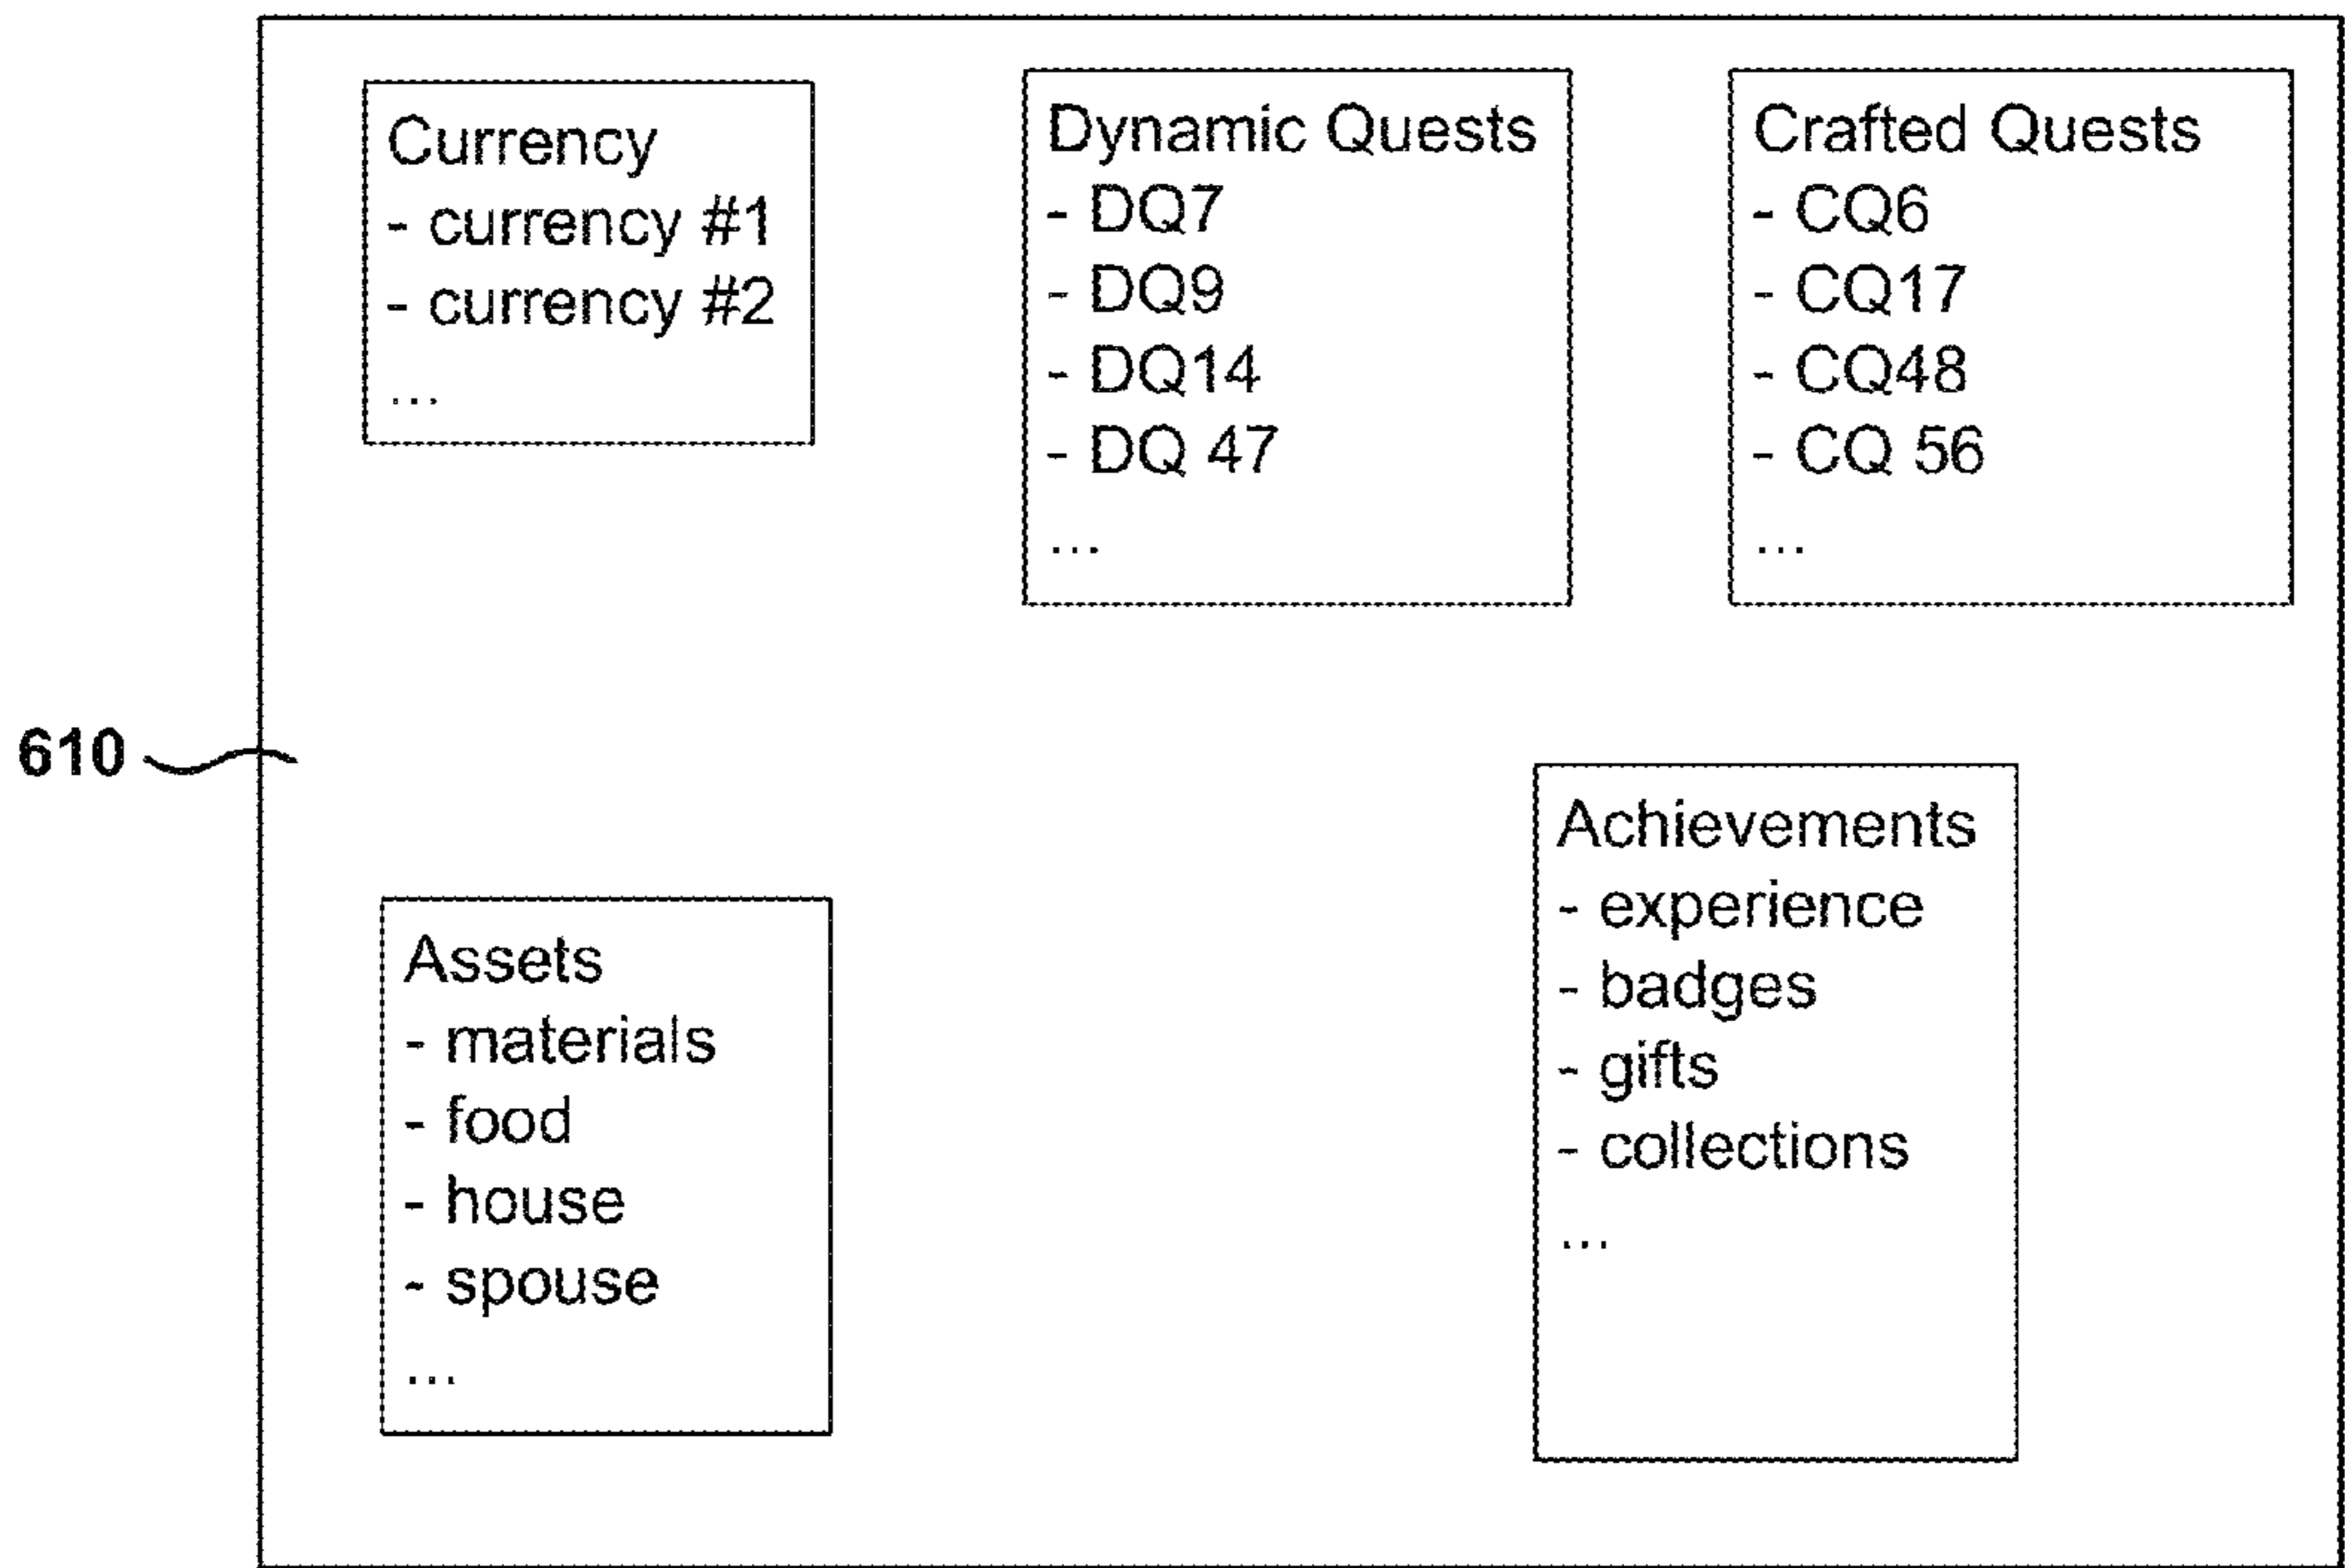 Currency
- currency #1
- currency #2
...
Dynamic Quests
- DQ7
- DQ9
- DQ14
- DQ 47
...
Crafted Quests
- CQ6
- CQ17
- CQ48
- CQ 56
...
610
Assets
- materials
- food
- house
- spouse
...
Achievements
- experience
- badges
- gifts
- collections
...